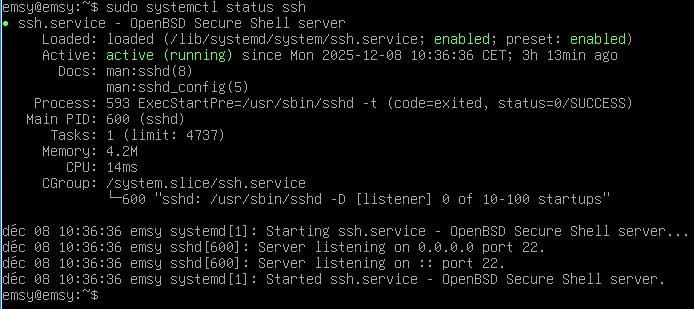 emsy@emsy:~$ sudo systemctl status ssh
● ssh.service - OpenBSD Secure Shell server
     Loaded: loaded (/lib/systemd/system/ssh.service; enabled; preset: enabled)
     Active: active (running) since Mon 2025-12-08 10:36:36 CET; 3h 13min ago
       Docs: man:sshd(8)
             man:sshd_config(5)
    Process: 593 ExecStartPre=/usr/sbin/sshd -t (code=exited, status=0/SUCCESS)
   Main PID: 600 (sshd)
      Tasks: 1 (limit: 4737)
     Memory: 4.2M
        CPU: 14ms
     CGroup: /system.slice/ssh.service
             └─600 "sshd: /usr/sbin/sshd -D [listener] 0 of 10-100 startups"

déc 08 10:36:36 emsy systemd[1]: Starting ssh.service - OpenBSD Secure Shell server...
déc 08 10:36:36 emsy sshd[600]: Server listening on 0.0.0.0 port 22.
déc 08 10:36:36 emsy sshd[600]: Server listening on :: port 22.
déc 08 10:36:36 emsy systemd[1]: Started ssh.service - OpenBSD Secure Shell server.
emsy@emsy:~$